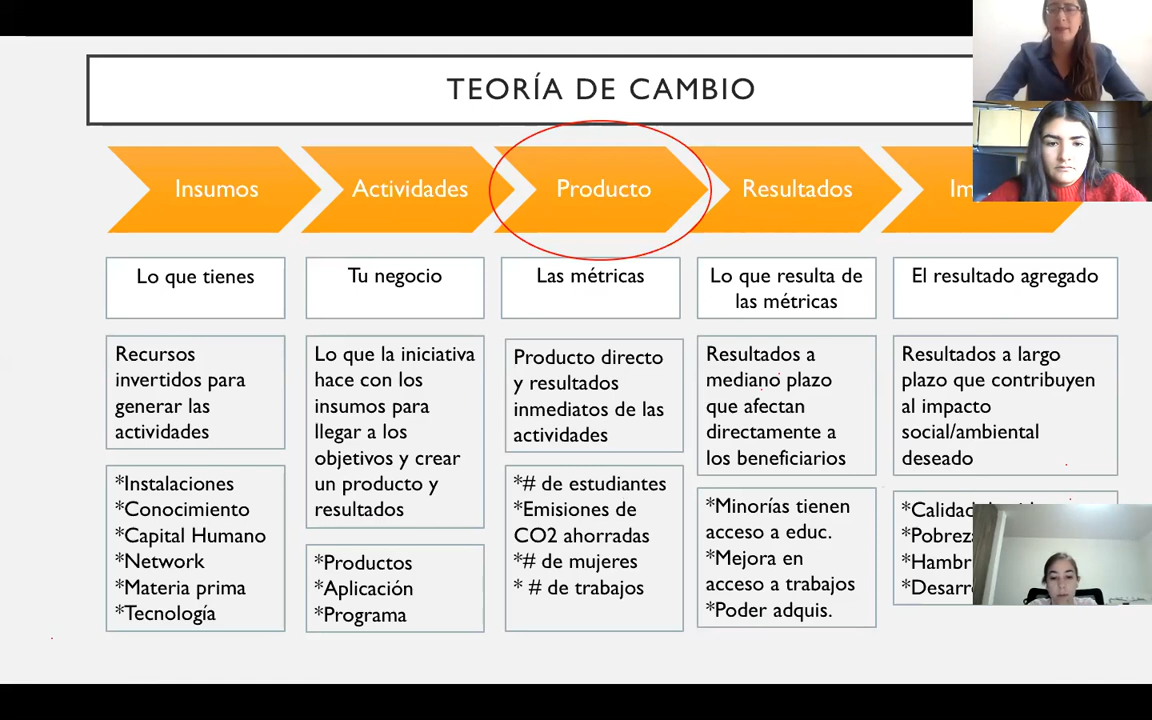 TEORÍA DE CAMBIO
Insumos
Actividades
Producto
Resultados
Lo que tienes
Tu negocio
Las métricas
Lo que resulta de
las métricas
El resultado agregado
Recursos
invertidos para
generar las
actividades
Lo que la iniciativa
hace con los
insumos para
llegar a los
objetivos y crear
un producto y
resultados
Producto directo
y resultados
inmediatos de las
actividades
Resultados a
mediano plazo
que afectan
directamente a
los beneficiarios
Resultados a largo
plazo que contribuyen
al impacto
social/ambiental
deseado
*Instalaciones
*Conocimiento
*Capital Humano
*Network
*Materia prima
*Tecnología
*Productos
*Aplicación
*Programa
*# de estudiantes
*Emisiones de
CO2 ahorradas
*# de mujeres
* # de trabajos
*Minorías tienen
acceso a educ.
*Mejora en
acceso a trabajos
*Poder adquis.